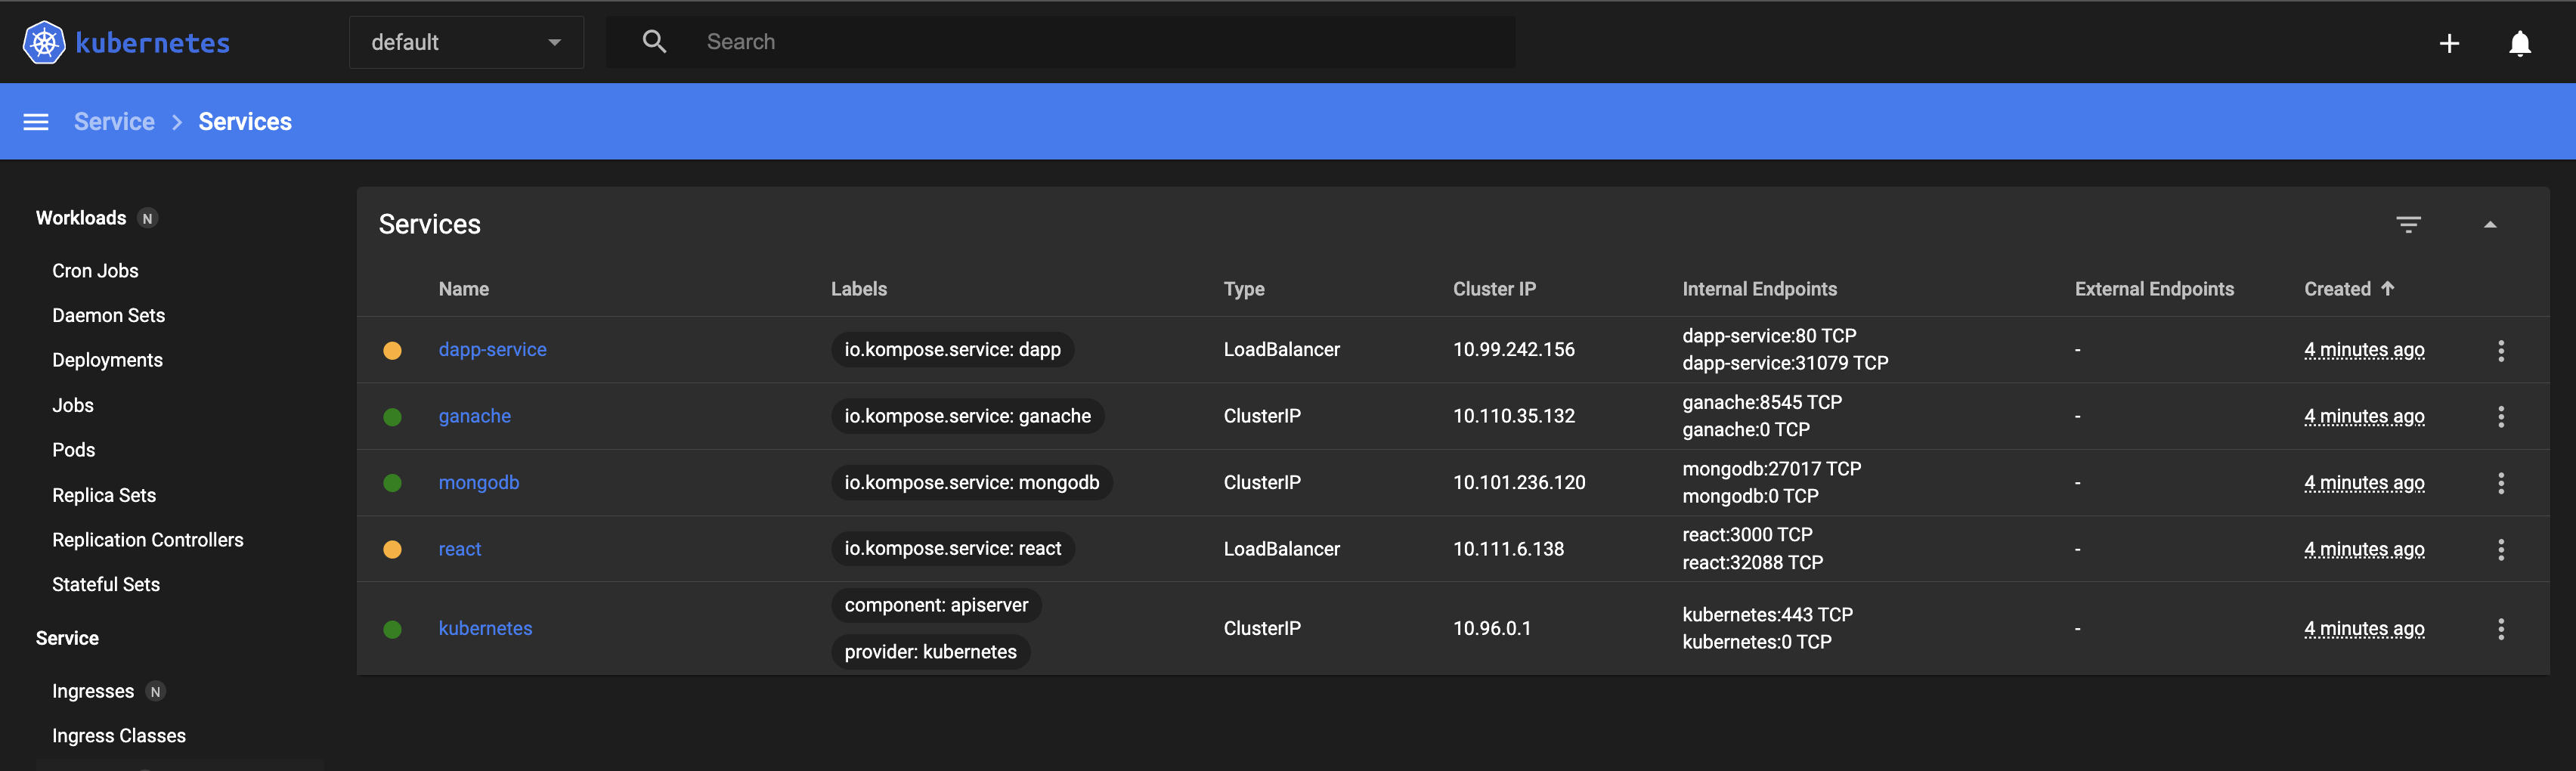 kubernetes
default
Search
Service > Services
Workloads N
Cron Jobs
Daemon Sets
Deployments
Jobs
Pods
Replica Sets
Replication Controllers
Stateful Sets
Service
Ingresses N
Ingress Classes
Services
Name Labels Type Cluster IP Internal Endpoints External Endpoints Created
dapp-service io.kompose.service: dapp LoadBalancer 10.99.242.156 dapp-service:80 TCP - 4 minutes ago
dapp-service:31079 TCP
ganache io.kompose.service: ganache ClusterIP 10.110.35.132 ganache:8545 TCP - 4 minutes ago
ganache:0 TCP
mongodb io.kompose.service: mongodb ClusterIP 10.101.236.120 mongodb:27017 TCP - 4 minutes ago
mongodb:0 TCP
react io.kompose.service: react LoadBalancer 10.111.6.138 react:3000 TCP - 4 minutes ago
react:32088 TCP
kubernetes component: apiserver ClusterIP 10.96.0.1 kubernetes:443 TCP - 4 minutes ago
provider: kubernetes kubernetes:0 TCP